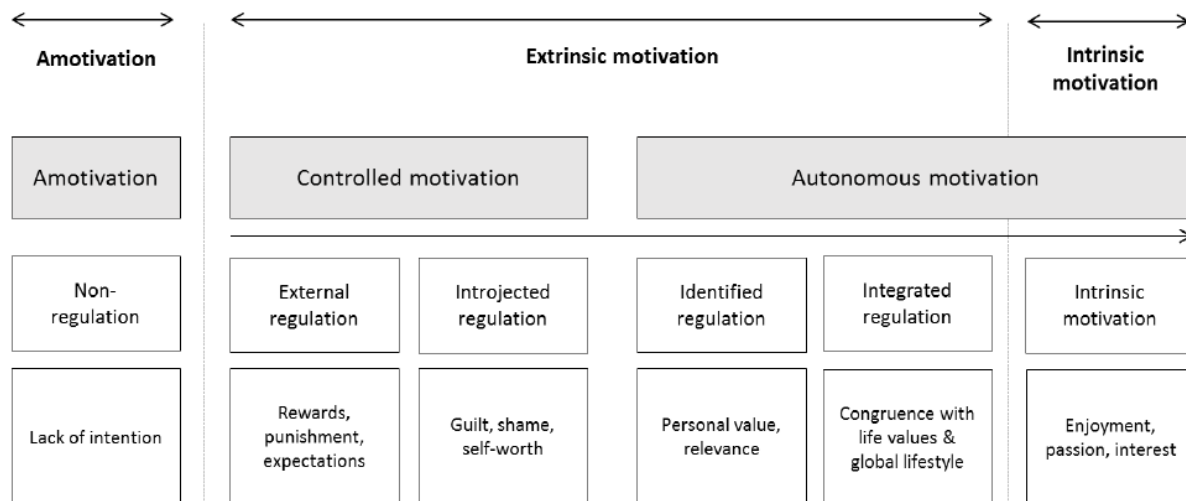 Amotivation
Extrinsic motivation
Intrinsic
motivation
Amotivation
Controlled motivation
Autonomous motivation
Non-
regulation
External
regulation
Introjected
regulation
Identified
regulation
Integrated
regulation
Intrinsic
motivation
Lack of intention
Rewards,
punishment,
expectations
Guilt, shame,
self-worth
Personal value,
relevance
Congruence with
life values &
global lifestyle
Enjoyment,
passion, interest